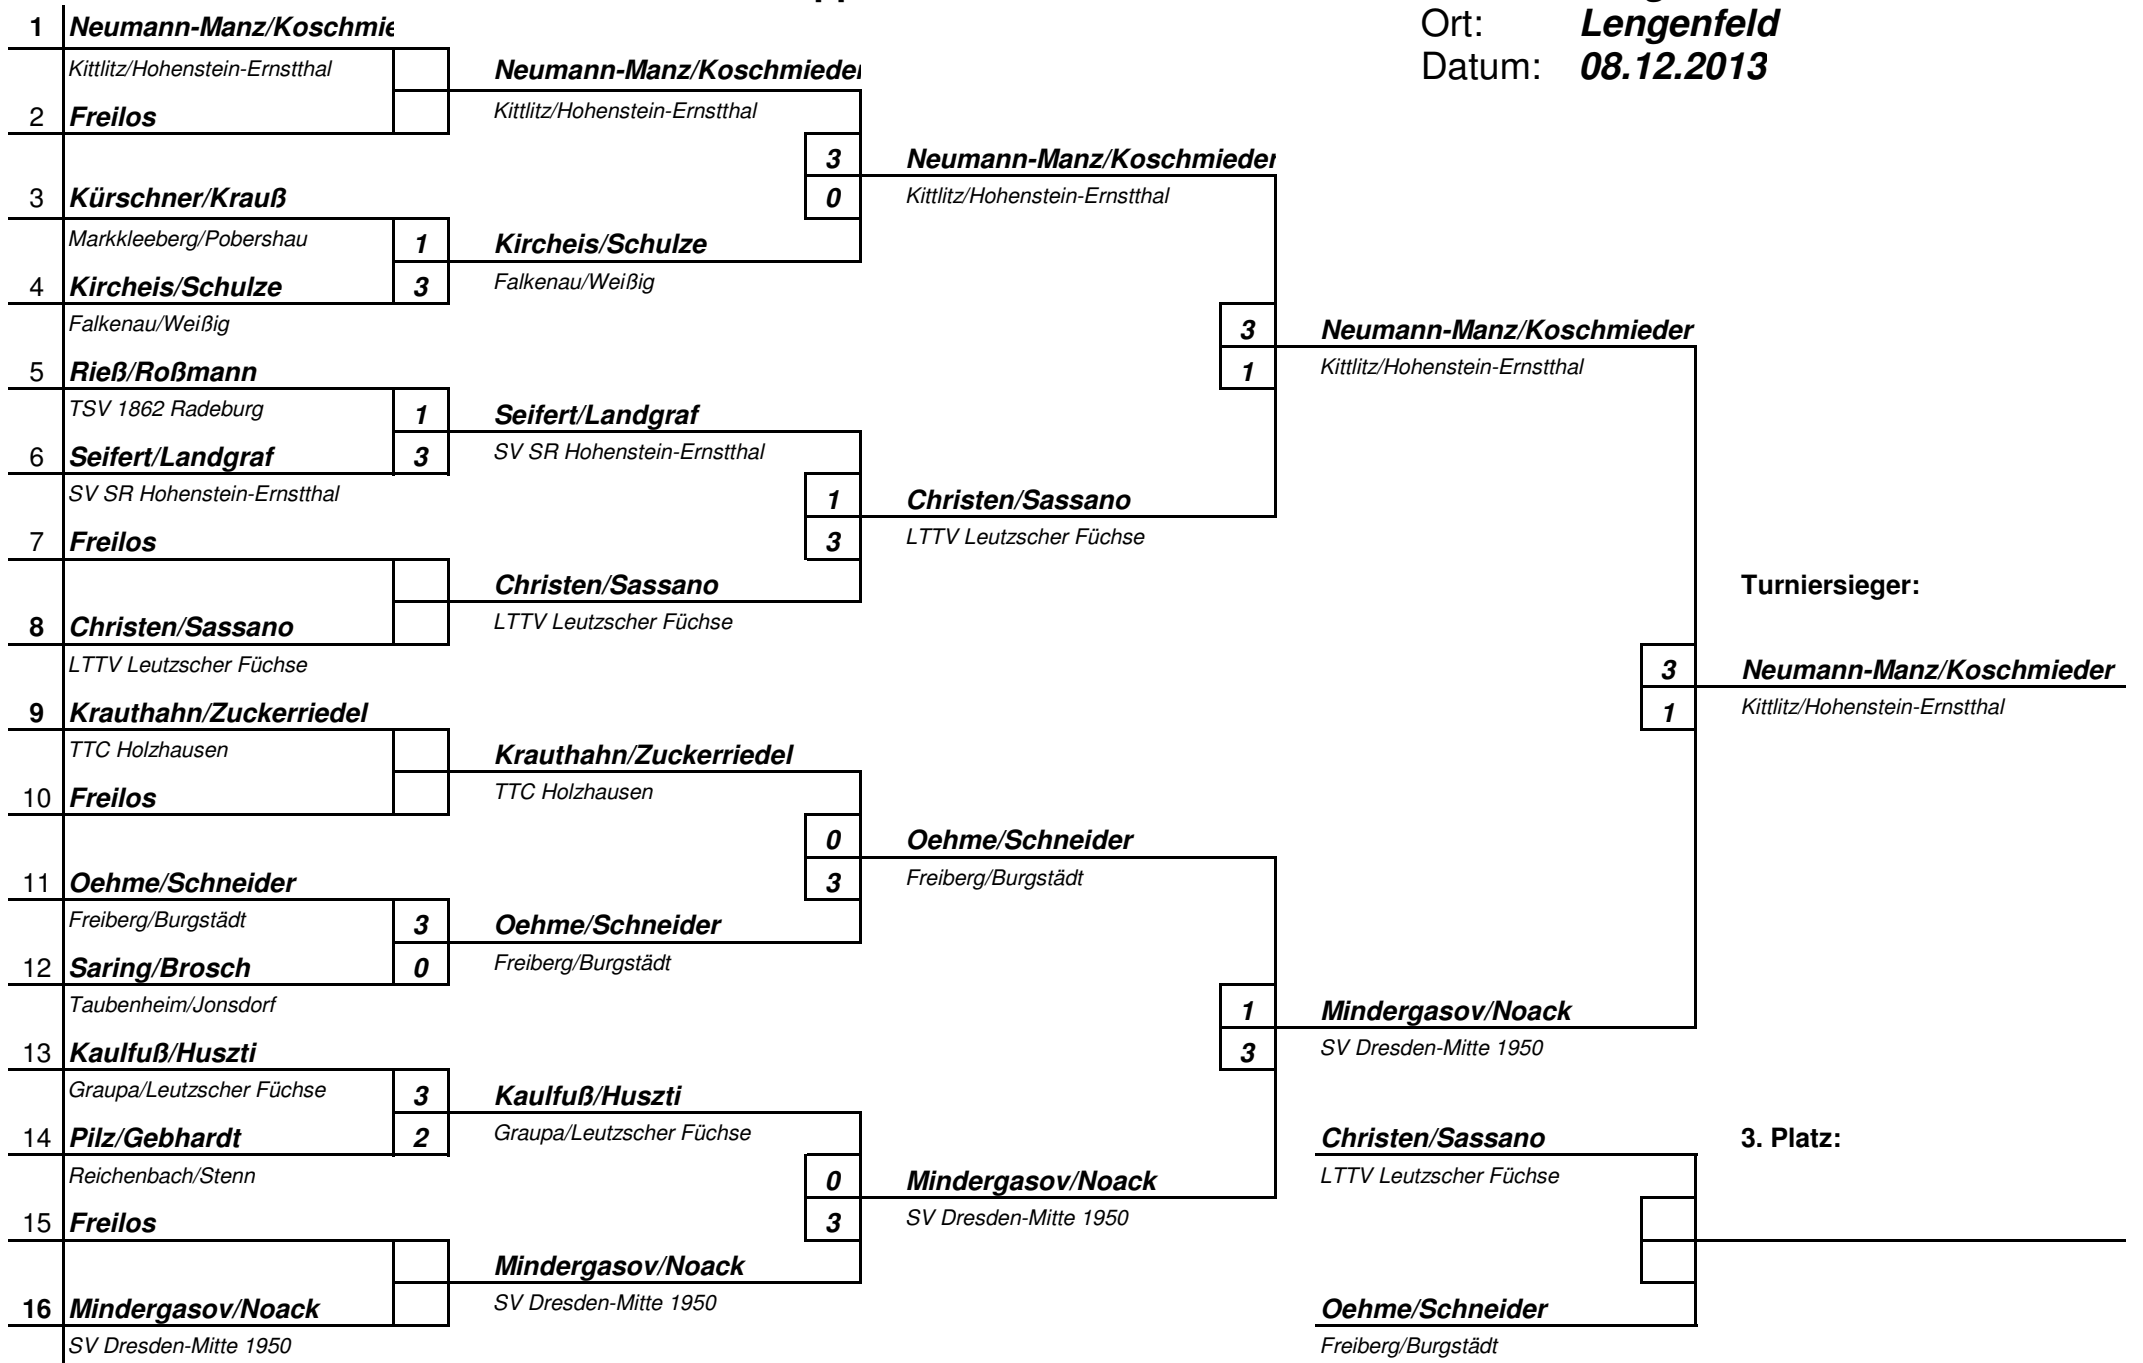 Ort: Lengenfeld
Datum: 08.12.2013
1 Neumann-Manz/Koschmie
Kittlitz/Hohenstein-Ernstthal
2 Freilos
3 Kürschner/Krauß
Markkleeberg/Pobershau 1
4 Kircheis/Schulze 3
Falkenau/Weißig
5 Rieß/Roßmann
TSV 1862 Radeburg 1
6 Seifert/Landgraf 3
SV SR Hohenstein-Ernstthal
7 Freilos
8 Christen/Sassano
LTTV Leutzscher Füchse
9 Krauthahn/Zuckerriedel
TTC Holzhausen
10 Freilos
11 Oehme/Schneider
Freiberg/Burgstädt 3
12 Saring/Brosch 0
Taubenheim/Jonsdorf
13 Kaulfuß/Huszti
Graupa/Leutzscher Füchse 3
14 Pilz/Gebhardt 2
Reichenbach/Stenn
15 Freilos
16 Mindergasov/Noack
SV Dresden-Mitte 1950
Neumann-Manz/Koschmieder
Kittlitz/Hohenstein-Ernstthal
3
0
Kircheis/Schulze
Falkenau/Weißig
Seifert/Landgraf
SV SR Hohenstein-Ernstthal
1
3
Christen/Sassano
LTTV Leutzscher Füchse
Krauthahn/Zuckerriedel
TTC Holzhausen
0
3
Oehme/Schneider
Freiberg/Burgstädt
Kaulfuß/Huszti
Graupa/Leutzscher Füchse
0
3
Mindergasov/Noack
SV Dresden-Mitte 1950
Neumann-Manz/Koschmieder
Kittlitz/Hohenstein-Ernstthal
3
1
Christen/Sassano
LTTV Leutzscher Füchse
Oehme/Schneider
Freiberg/Burgstädt
1
3
Mindergasov/Noack
SV Dresden-Mitte 1950
Neumann-Manz/Koschmieder
Kittlitz/Hohenstein-Ernstthal
3
1
Mindergasov/Noack
SV Dresden-Mitte 1950
Turniersieger:
Neumann-Manz/Koschmieder
Kittlitz/Hohenstein-Ernstthal
Christen/Sassano
LTTV Leutzscher Füchse
Oehme/Schneider
Freiberg/Burgstädt
3. Platz: